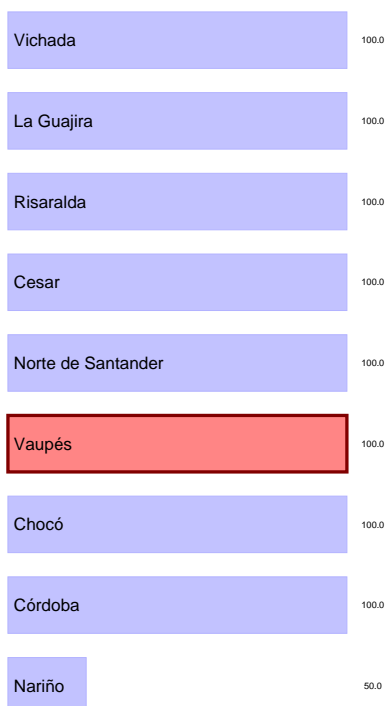 Vichada 100.0
La Guajira 100.0
Risaralda 100.0
Cesar 100.0
Norte de Santander 100.0
Vaupés 100.0
Chocó 100.0
Córdoba 100.0
Nariño 50.0